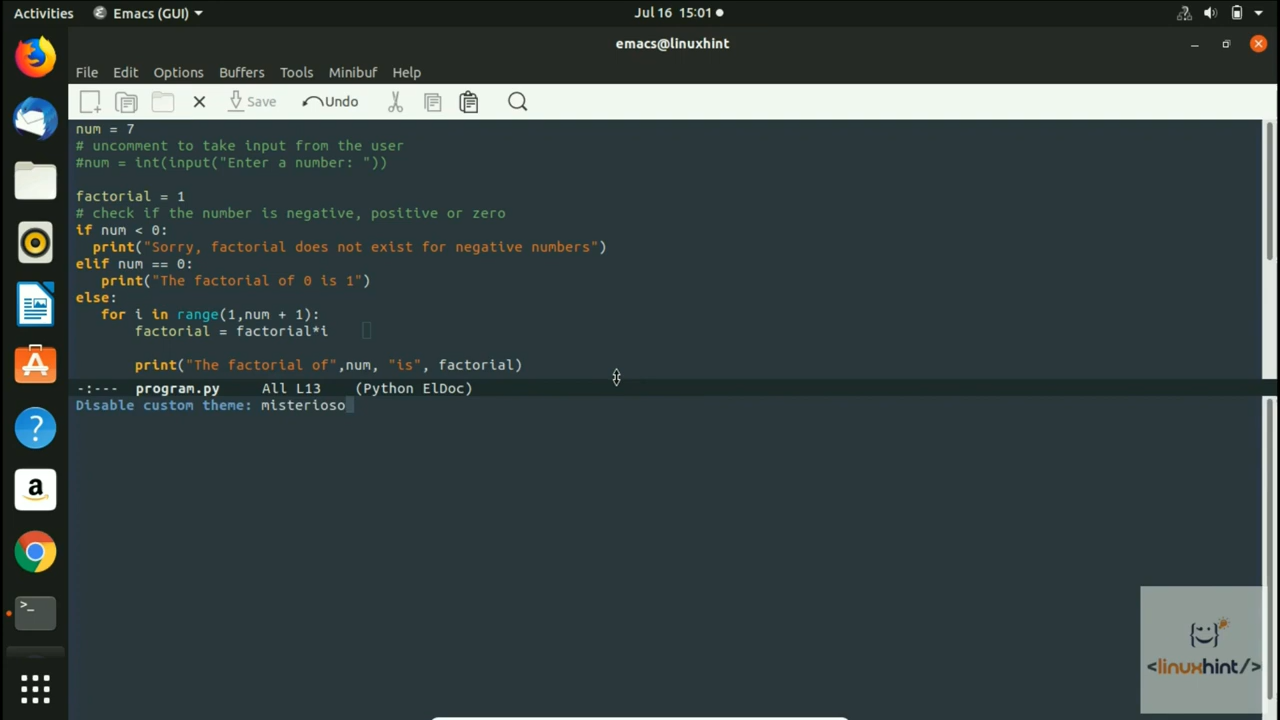 Activities
Emacs (GUI)
Jul 16 15:01
emacs@linuxhint
File Edit Options Buffers Tools Minibuf Help
Save Undo
num = 7
# uncomment to take input from the user
#num = int(input("Enter a number: "))
factorial = 1
# check if the number is negative, positive or zero
if num < 0:
  print("Sorry, factorial does not exist for negative numbers")
elif num == 0:
   print("The factorial of 0 is 1")
else:
   for i in range(1,num + 1):
       factorial = factorial*i
       print("The factorial of",num, "is", factorial)
-:--- program.py All L13 (Python ElDoc)
Disable custom theme: misterioso
?
a
>_
<linuxhint/>